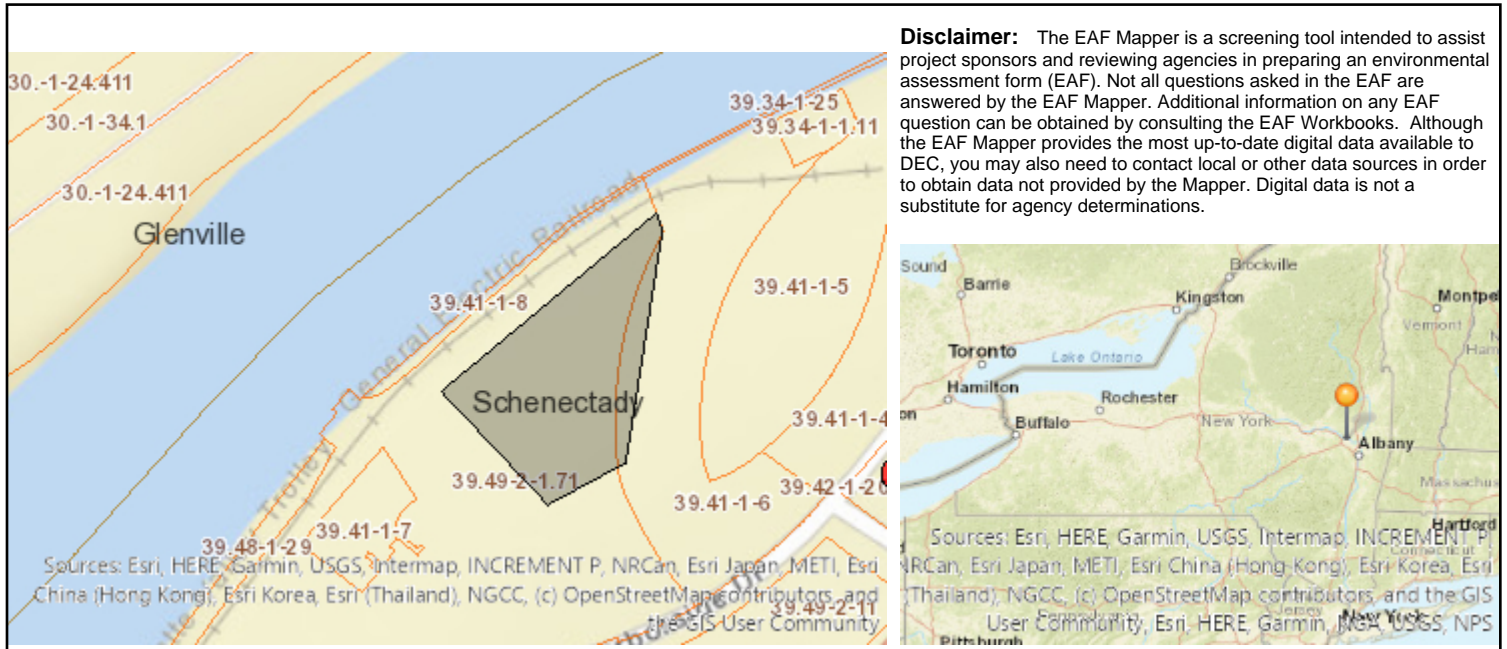 Disclaimer: The EAF Mapper is a screening tool intended to assist
project sponsors and reviewing agencies in preparing an environmental
assessment form (EAF). Not all questions asked in the EAF are
answered by the EAF Mapper. Additional information on any EAF
question can be obtained by consulting the EAF Workbooks. Although
the EAF Mapper provides the most up-to-date digital data available to
DEC, you may also need to contact local or other data sources in order
to obtain data not provided by the Mapper. Digital data is not a
substitute for agency determinations.
30.-1-24.411
30.-1-34.1
30.-1-24.411
Glenville
39.34-1-25
39.34-1-1.11
General Electric Railroad
39.41-1-8
39.41-1-5
Schenectady
39.41-1-4
39.49-2-1.71
39.41-1-6
39.42-1-20
39.41-1-7
39.48-1-29
Trolley
39.49-2-11
Sources: Esri, HERE, Garmin, USGS, Intermap, INCREMENT P, NRCan, Esri Japan, METI, Esri
China (Hong Kong), Esri Korea, Esri (Thailand), NGCC, (c) OpenStreetMap contributors, and
the GIS User Community
Sound
Barrie
Brockville
Kingston
Montpel
Vermont
Toronto
Lake Ontario
Hamilton
Rochester
Buffalo
New York
Albany
Massachus
Hartford
Connecticut
Pennsylvania
Jersey
New York
Pittsburgh
Sources: Esri, HERE, Garmin, USGS, Intermap, INCREMENT P,
NRCan, Esri Japan, METI, Esri China (Hong Kong), Esri Korea, Esri
(Thailand), NGCC, (c) OpenStreetMap contributors, and the GIS
User Community, Esri, HERE, Garmin, NGA, USGS, NPS